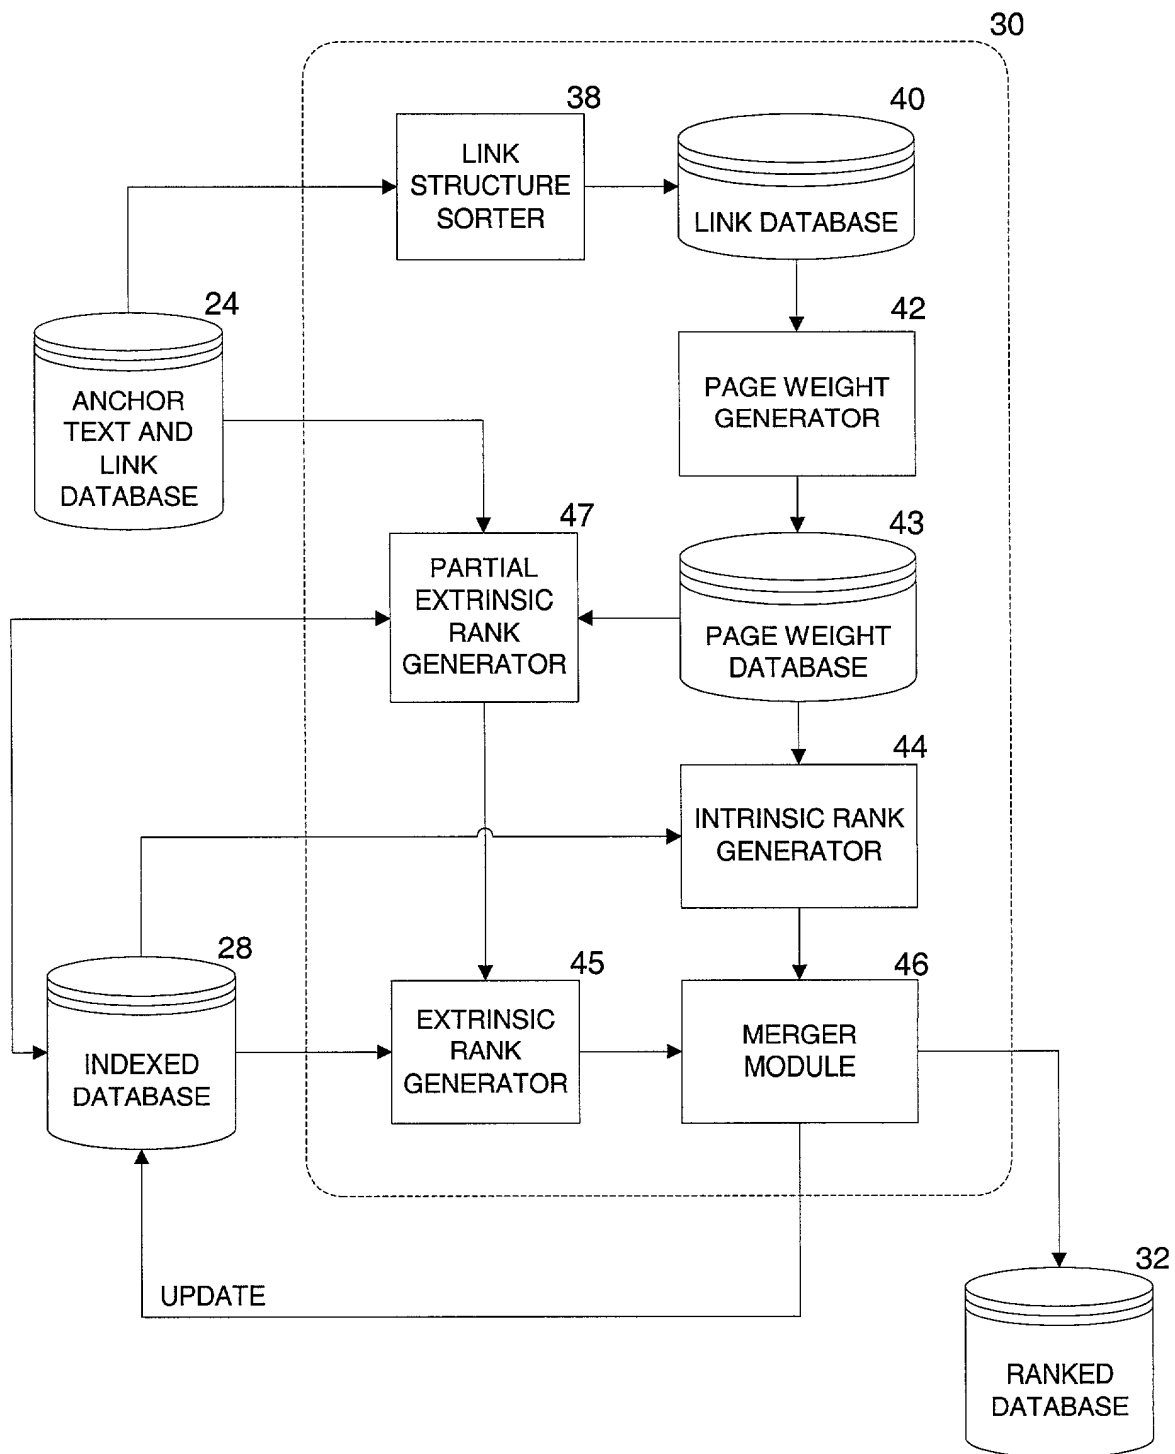 30
38
LINK
STRUCTURE
SORTER
40
LINK DATABASE
24
ANCHOR
TEXT AND
LINK
DATABASE
42
PAGE WEIGHT
GENERATOR
47
PARTIAL
EXTRINSIC
RANK
GENERATOR
43
PAGE WEIGHT
DATABASE
44
INTRINSIC RANK
GENERATOR
28
INDEXED
DATABASE
45
EXTRINSIC
RANK
GENERATOR
46
MERGER
MODULE
UPDATE
32
RANKED
DATABASE